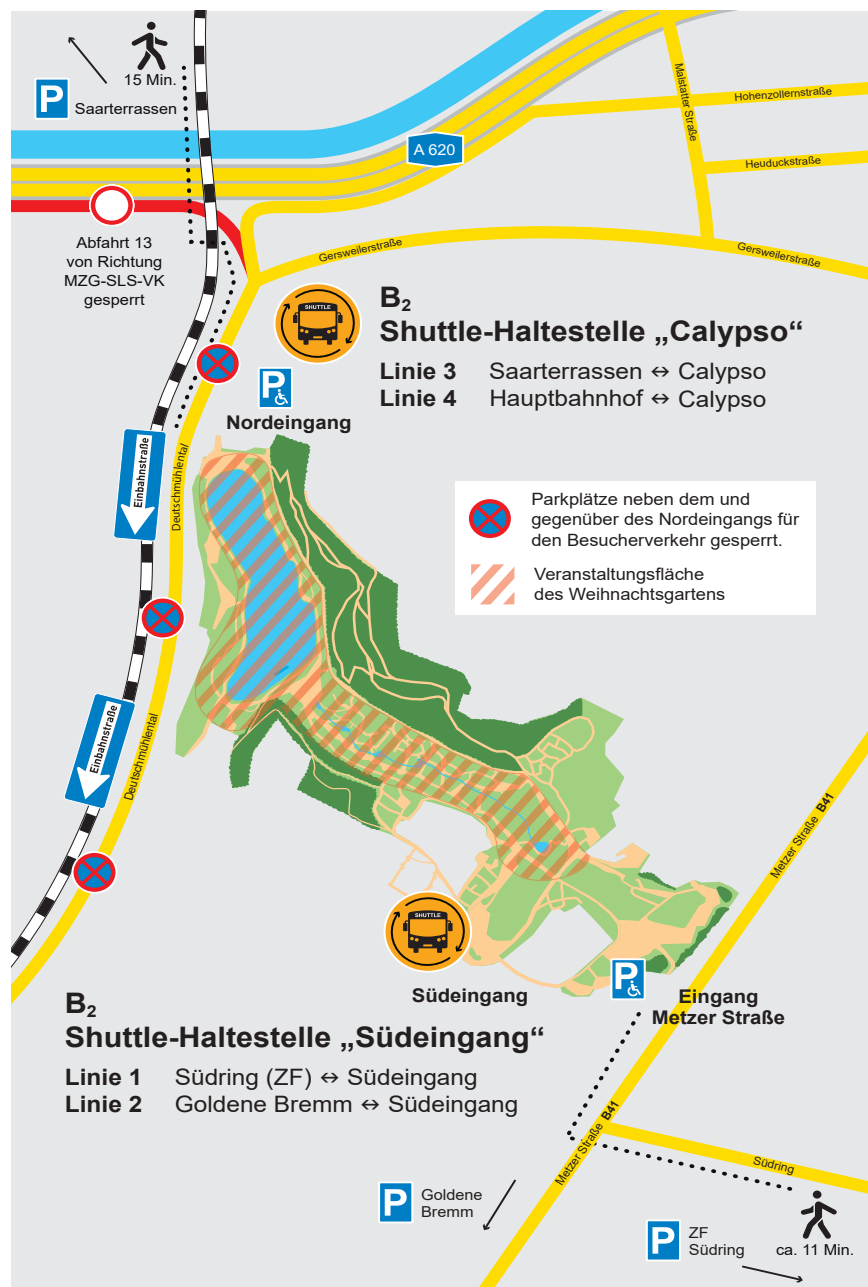 15 Min.
P Saarterrassen
A 620
Malstatter Straße
Hohenzollernstraße
Heuduckstraße
Gersweilerstraße
Gersweilerstraße
Abfahrt 13
von Richtung
MZG-SLS-VK
gesperrt
SHUTTLE
B₂
Shuttle-Haltestelle „Calypso“
Linie 3 Saarterrassen ↔ Calypso
Linie 4 Hauptbahnhof ↔ Calypso
P
Nordeingang
Einbahnstraße
Deutschmühlental
Parkplätze neben dem und
gegenüber des Nordeingangs für
den Besucherverkehr gesperrt.
Veranstaltungsfläche
des Weihnachtsgartens
Einbahnstraße
Deutschmühlental
Metzer Straße B41
SHUTTLE
Südeingang
P
Eingang
Metzer Straße
B₂
Shuttle-Haltestelle „Südeingang“
Linie 1 Südring (ZF) ↔ Südeingang
Linie 2 Goldene Bremm ↔ Südeingang
Metzer Straße B41
Südring
P Goldene
Bremm
P ZF
Südring
ca. 11 Min.